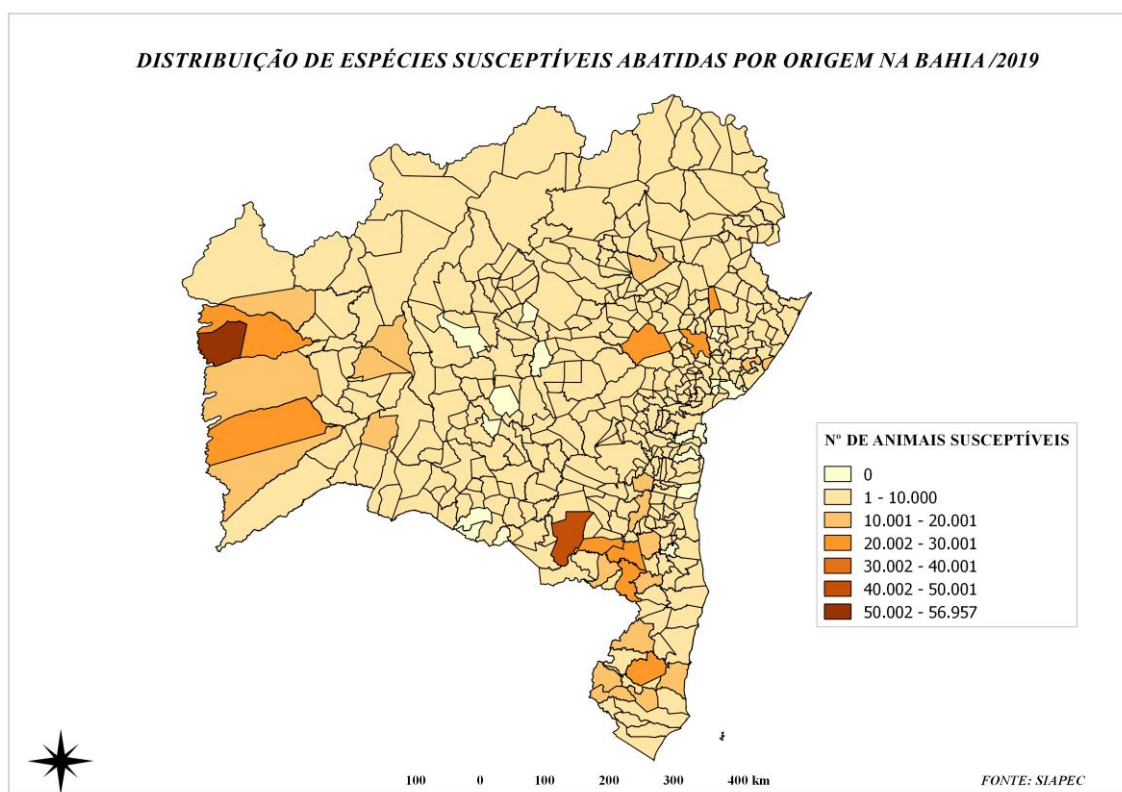 DISTRIBUIÇÃO DE ESPÉCIES SUSCEPTÍVEIS ABATIDAS POR ORIGEM NA BAHIA /2019
Nº DE ANIMAIS SUSCEPTÍVEIS
0
1 - 10.000
10.001 - 20.001
20.002 - 30.001
30.002 - 40.001
40.002 - 50.001
50.002 - 56.957
100 0 100 200 300 400 km
FONTE: SIAPEC